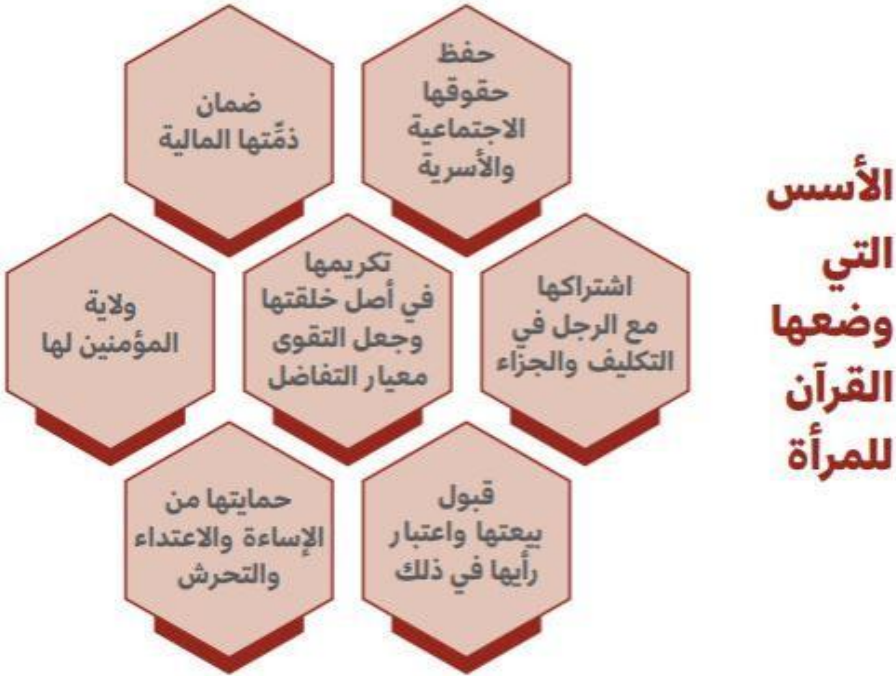 الأسس
التي
وضعها
القرآن
للمرأة
حفظ
حقوقها
الاجتماعية
والأسرية
ضمان
ذمَّتها المالية
اشتراكها
مع الرجل في
التكليف والجزاء
تكريمها
في أصل خلقتها
وجعل التقوى
معيار التفاضل
ولاية
المؤمنين لها
قبول
بيعتها واعتبار
رأيها في ذلك
حمايتها من
الإساءة والاعتداء
والتحرش